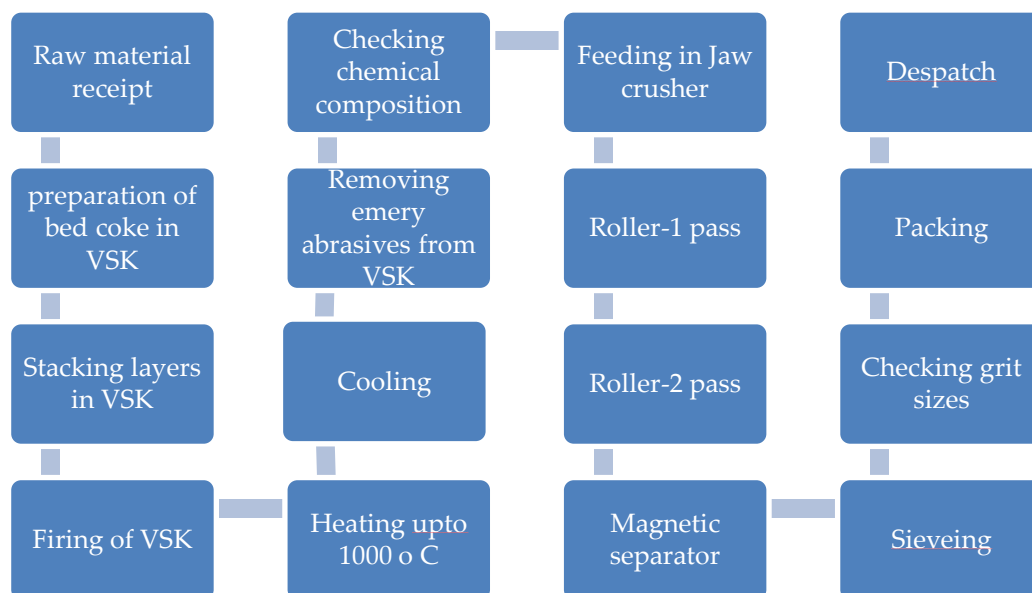 Raw material
receipt
preparation of
bed coke in
VSK
Stacking layers
in VSK
Firing of VSK
Heating upto
1000 o C
Cooling
Removing
emery
abrasives from
VSK
Checking
chemical
composition
Feeding in Jaw
crusher
Roller-1 pass
Roller-2 pass
Magnetic
separator
Sieveing
Checking grit
sizes
Packing
Despatch